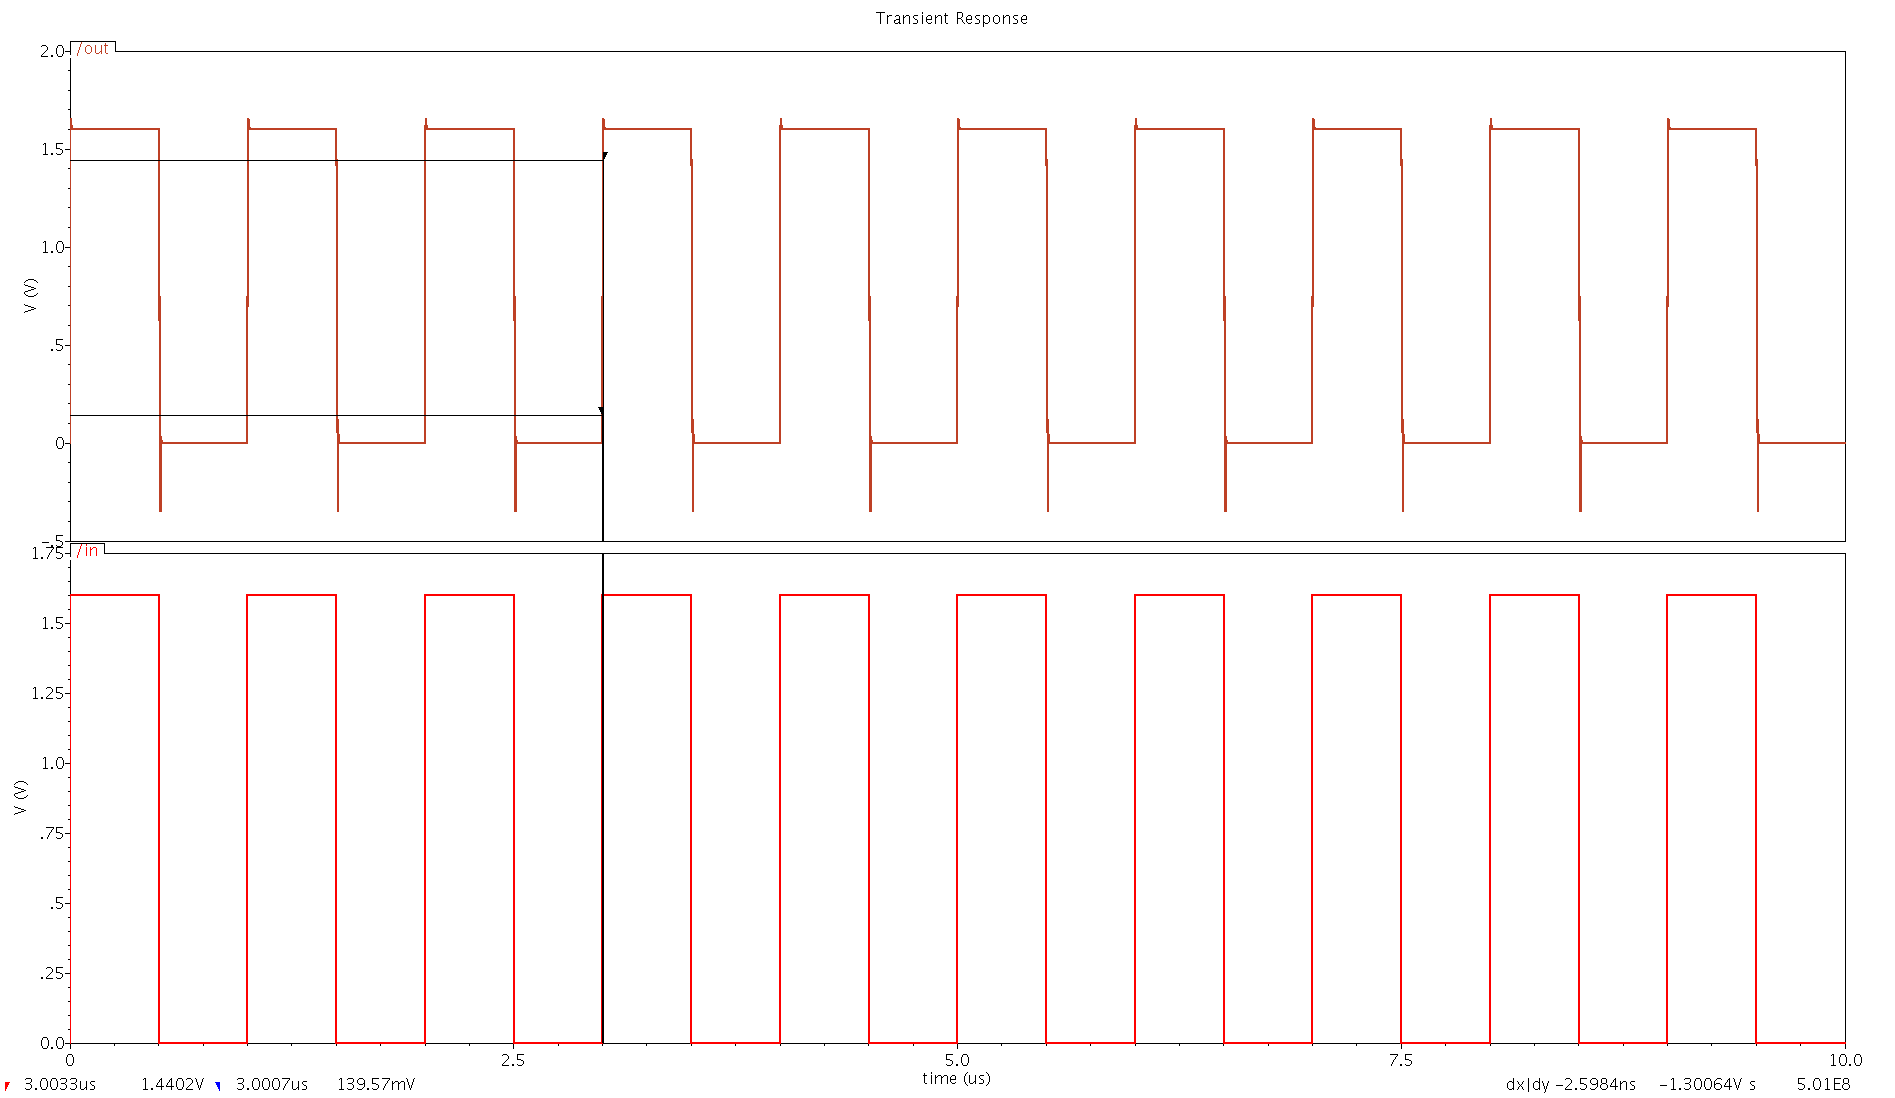 Transient Response
/out
2.0
1.5
1.0
V (V)
.5
0
-.5
/in
1.75
1.5
1.25
1.0
V (V)
.75
.5
.25
0.0
0 2.5 5.0 7.5 10.0
time (us)
3.0033us 1.4402V 3.0007us 139.57mV dx|dy -2.5984ns -1.30064V s 5.01E8